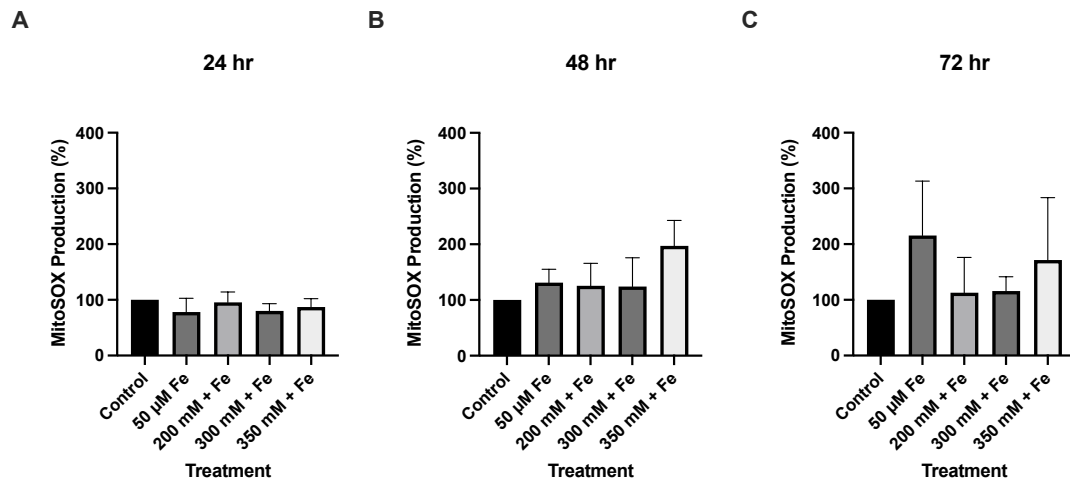 A
24 hr
MitoSOX Production (%)
400
300
200
100
0
Control
50 µM Fe
200 mM + Fe
300 mM + Fe
350 mM + Fe
Treatment
B
48 hr
MitoSOX Production (%)
400
300
200
100
0
Control
50 µM Fe
200 mM + Fe
300 mM + Fe
350 mM + Fe
Treatment
C
72 hr
MitoSOX Production (%)
400
300
200
100
0
Control
50 µM Fe
200 mM + Fe
300 mM + Fe
350 mM + Fe
Treatment